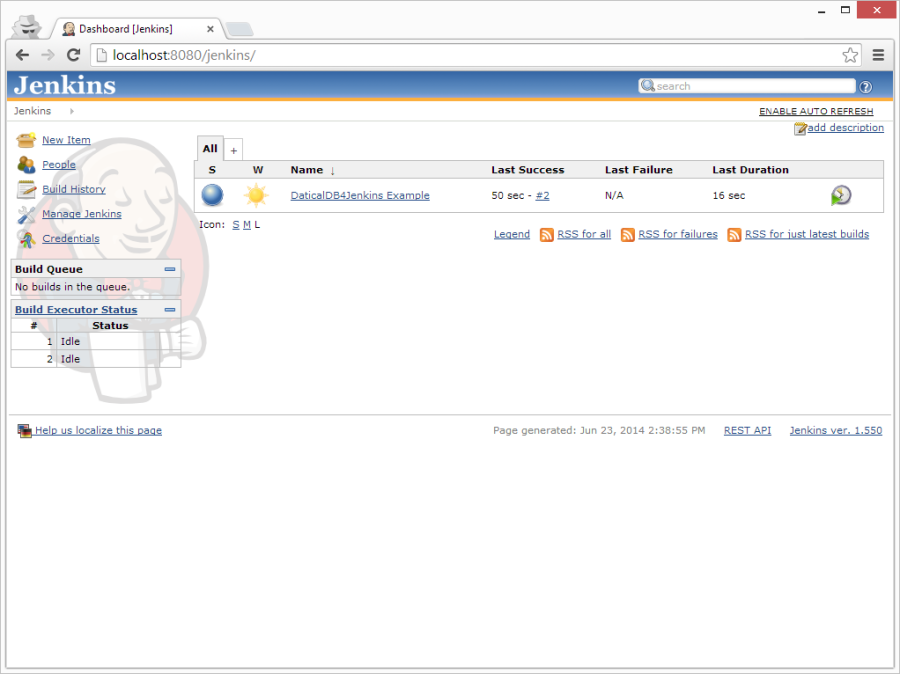 Dashboard [Jenkins]
localhost:8080/jenkins/
Jenkins
search
Jenkins
ENABLE AUTO REFRESH
add description
New Item
People
Build History
Manage Jenkins
Credentials
Build Queue
No builds in the queue.
Build Executor Status
# Status
1 Idle
2 Idle
All +
S W Name ↓ Last Success Last Failure Last Duration
DaticalDB4Jenkins Example 50 sec - #2 N/A 16 sec
Icon: S M L
Legend RSS for all RSS for failures RSS for just latest builds
Help us localize this page Page generated: Jun 23, 2014 2:38:55 PM REST API Jenkins ver. 1.550